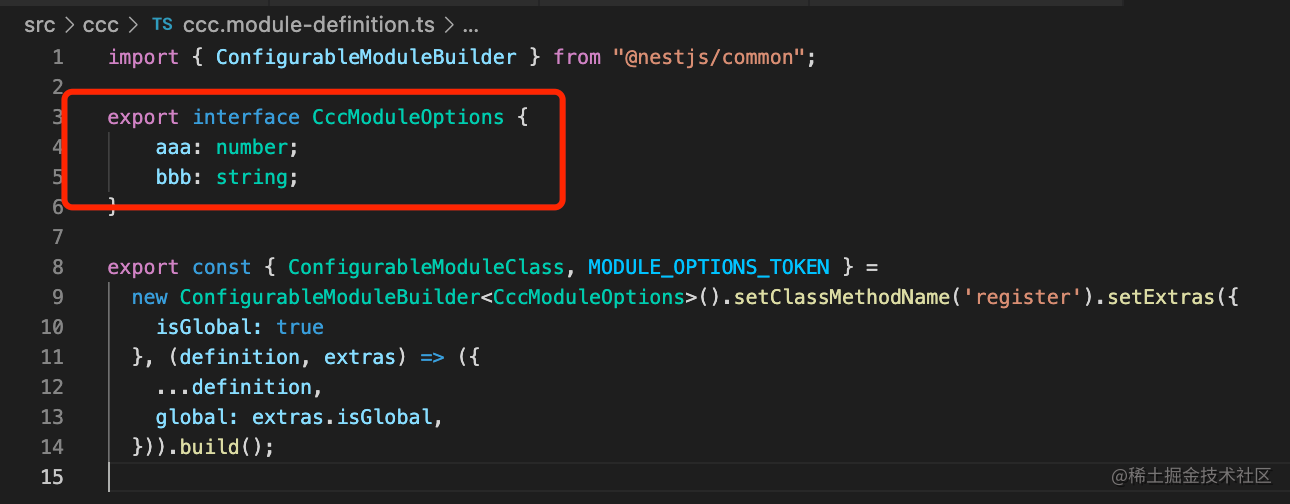 src > ccc > TS ccc.module-definition.ts > ...
1 import { ConfigurableModuleBuilder } from "@nestjs/common";
2
3 export interface CccModuleOptions {
4     aaa: number;
5     bbb: string;
6 }
7
8 export const { ConfigurableModuleClass, MODULE_OPTIONS_TOKEN } =
9   new ConfigurableModuleBuilder<CccModuleOptions>().setClassMethodName('register').setExtras({
10     isGlobal: true
11   }, (definition, extras) => ({
12     ...definition,
13     global: extras.isGlobal,
14   })).build();
15
@稀土掘金技术社区